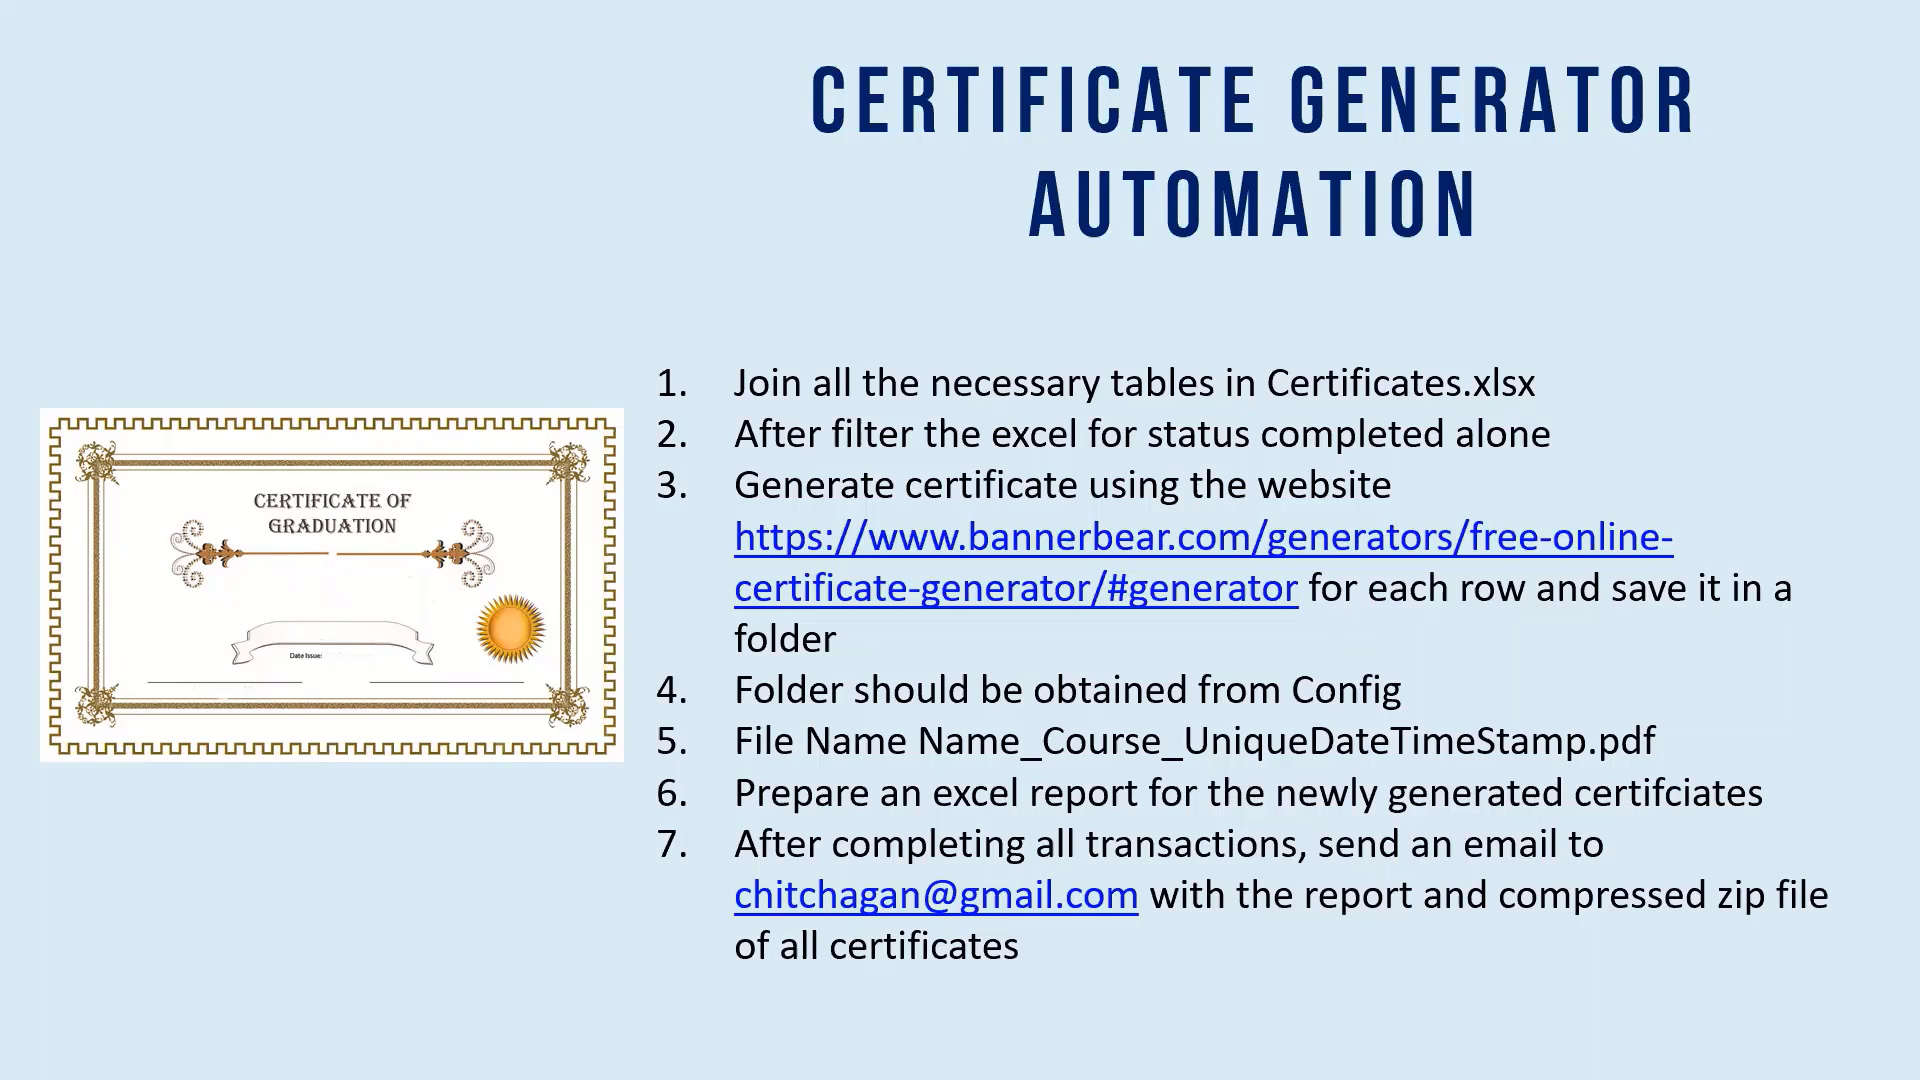 CERTIFICATE GENERATOR
AUTOMATION
CERTIFICATE OF
GRADUATION
Date Issue:
1. Join all the necessary tables in Certificates.xlsx
2. After filter the excel for status completed alone
3. Generate certificate using the website
https://www.bannerbear.com/generators/free-online-
certificate-generator/#generator for each row and save it in a
folder
4. Folder should be obtained from Config
5. File Name Name_Course_UniqueDateTimeStamp.pdf
6. Prepare an excel report for the newly generated certifciates
7. After completing all transactions, send an email to
chitchagan@gmail.com with the report and compressed zip file
of all certificates